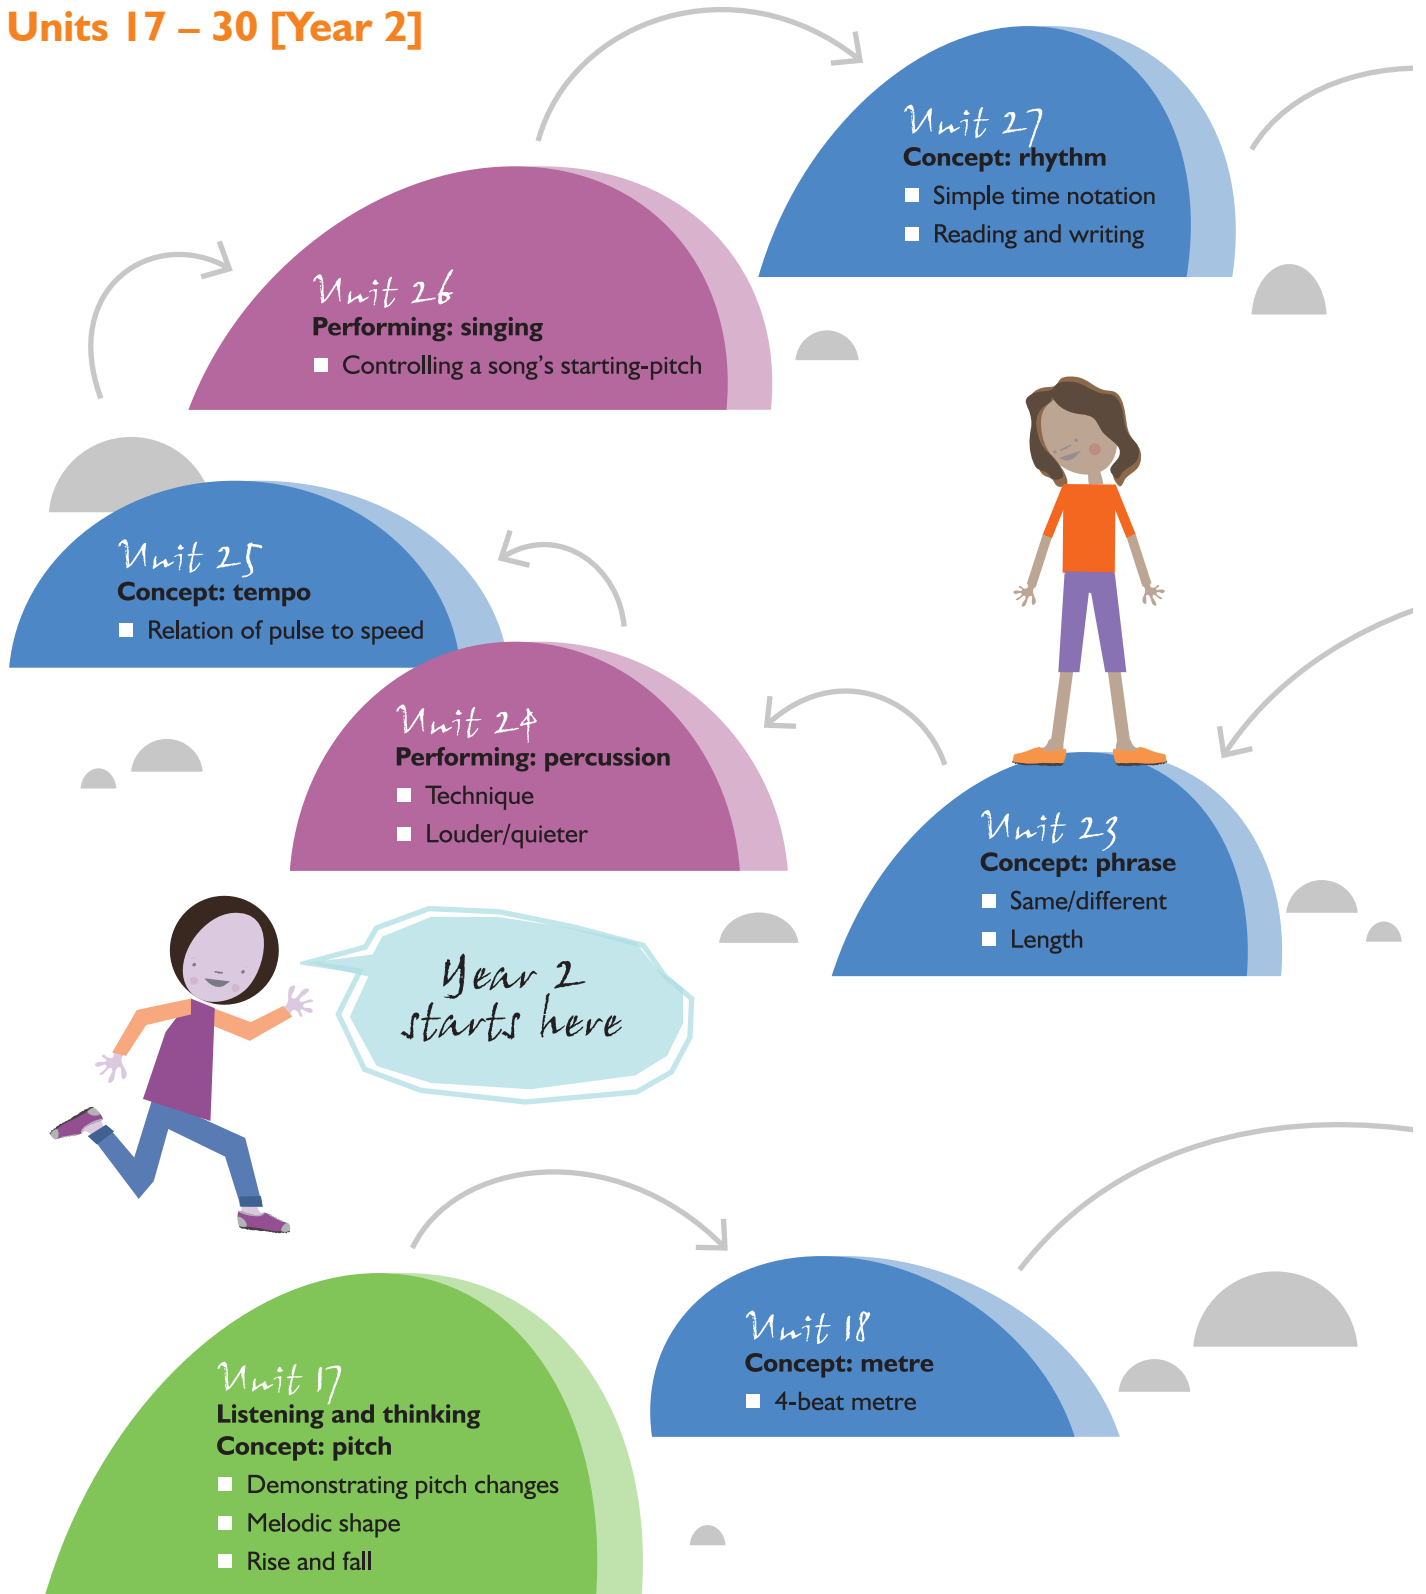 Units 17 – 30 [Year 2]
Unit 27
Concept: rhythm
Simple time notation
Reading and writing
Unit 26
Performing: singing
Controlling a song's starting-pitch
Unit 25
Concept: tempo
Relation of pulse to speed
Unit 24
Performing: percussion
Technique
Louder/quieter
Unit 23
Concept: phrase
Same/different
Length
Year 2
starts here
Unit 17
Listening and thinking
Concept: pitch
Demonstrating pitch changes
Melodic shape
Rise and fall
Unit 18
Concept: metre
4-beat metre